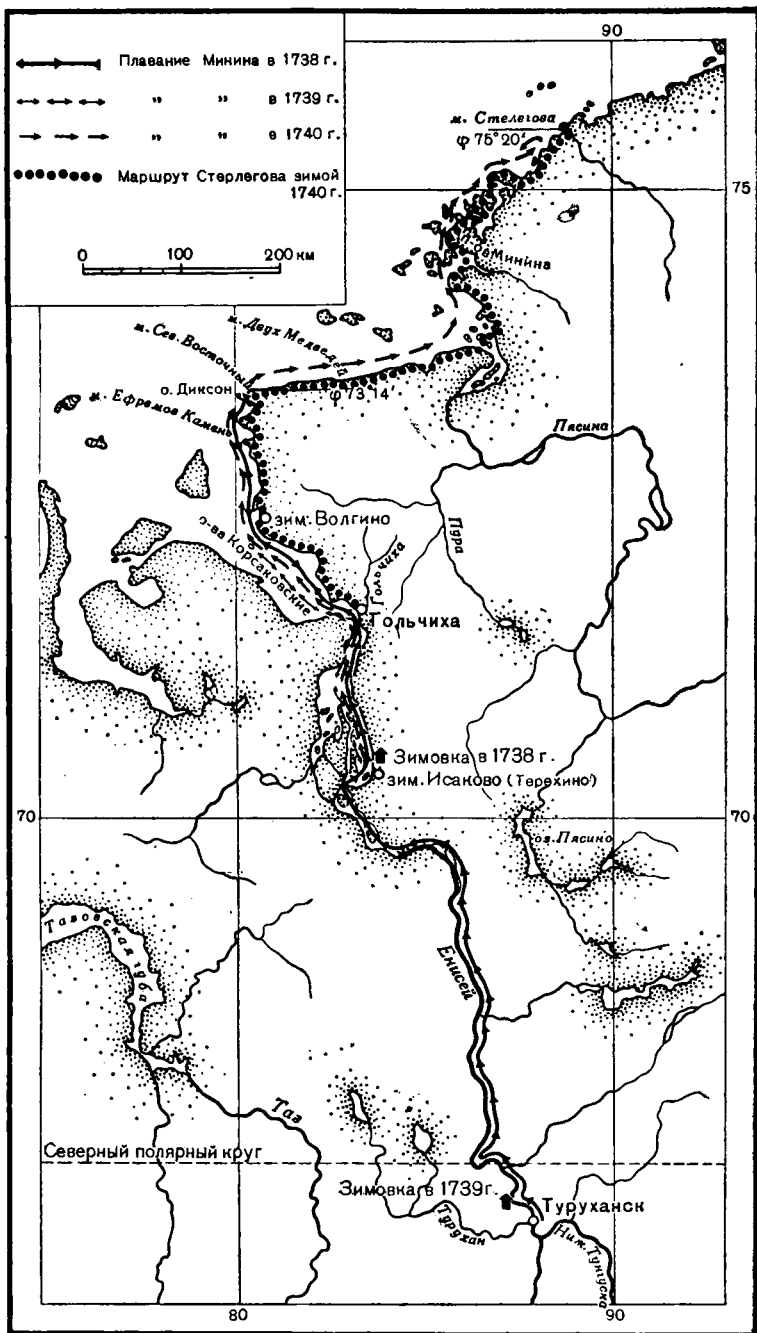 90
Плавание Минина в 1738 г.
„ „ в 1739 г.
„ „ в 1740 г.
Маршрут Стерлегова зимой
1740 г.
0 100 200 км
м. Стелегова
φ 75° 20'
75
Минина
м. Двух Медведей
м. Сев. Восточный
о. Диксон
φ 73 14'
м. Ефремов Камень
Пясина
зим. Волгино
о-ва Корсаковские
Пура
Гольчиха
Гольчиха
Зимовка в 1738 г.
зим. Исаково (Терехино)
70
70
оз. Пясино
Тазовская губа
Енисей
Таз
Северный полярный круг
Зимовка в 1739г.
Туруханск
Турухан
Ниж. Тунгуска
80
90